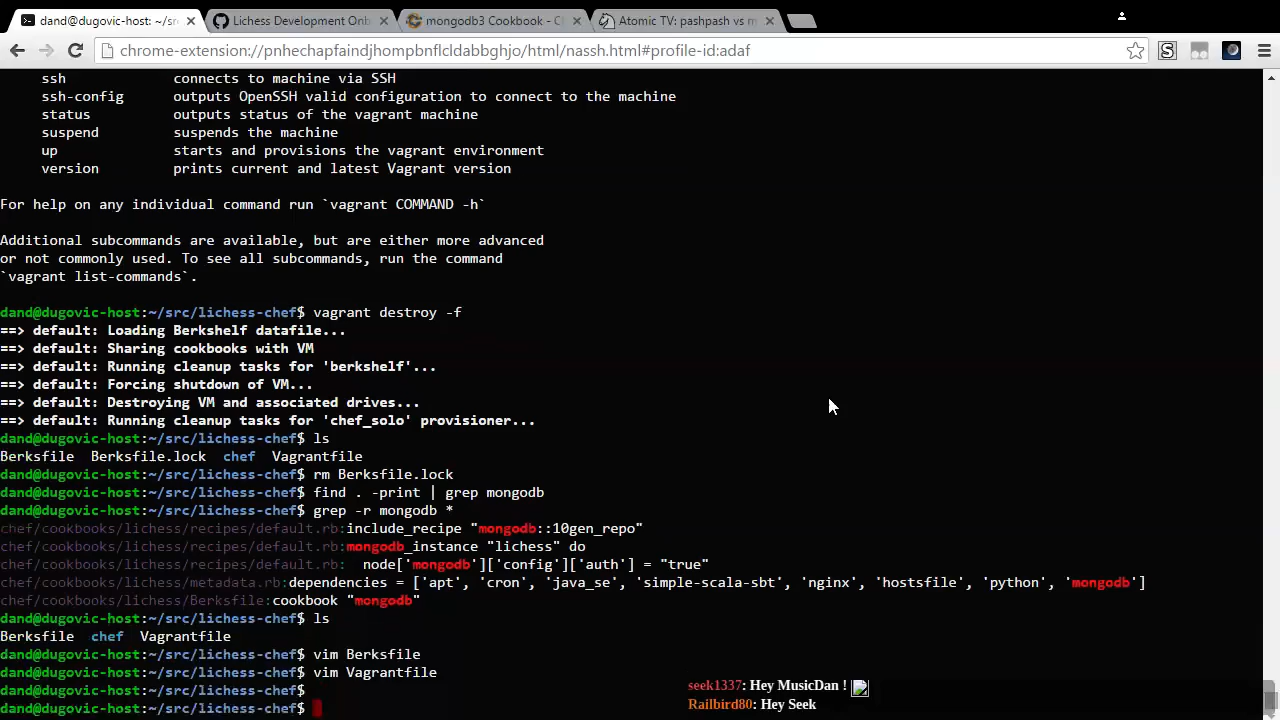 dand@dugovic-host: ~/sr
Lichess Development Onb
mongodb3 Cookbook - C
Atomic TV: pashpash vs m
chrome-extension://pnhechapfaindjhompbnflcldabbghjo/html/nassh.html#profile-id:adaf
ssh connects to machine via SSH
ssh-config outputs OpenSSH valid configuration to connect to the machine
status outputs status of the vagrant machine
suspend suspends the machine
up starts and provisions the vagrant environment
version prints current and latest Vagrant version
For help on any individual command run `vagrant COMMAND -h`
Additional subcommands are available, but are either more advanced
or not commonly used. To see all subcommands, run the command
`vagrant list-commands`.
dand@dugovic-host:~/src/lichess-chef$ vagrant destroy -f
==> default: Loading Berkshelf datafile...
==> default: Sharing cookbooks with VM
==> default: Running cleanup tasks for 'berkshelf'...
==> default: Forcing shutdown of VM...
==> default: Destroying VM and associated drives...
==> default: Running cleanup tasks for 'chef_solo' provisioner...
dand@dugovic-host:~/src/lichess-chef$ ls
Berksfile Berksfile.lock chef Vagrantfile
dand@dugovic-host:~/src/lichess-chef$ rm Berksfile.lock
dand@dugovic-host:~/src/lichess-chef$ find . -print | grep mongodb
dand@dugovic-host:~/src/lichess-chef$ grep -r mongodb *
chef/cookbooks/lichess/recipes/default.rb:include_recipe "mongodb::10gen_repo"
chef/cookbooks/lichess/recipes/default.rb:mongodb_instance "lichess" do
chef/cookbooks/lichess/recipes/default.rb: node['mongodb']['config']['auth'] = "true"
chef/cookbooks/lichess/metadata.rb:dependencies = ['apt', 'cron', 'java_se', 'simple-scala-sbt', 'nginx', 'hostsfile', 'python', 'mongodb']
chef/cookbooks/lichess/Berksfile:cookbook "mongodb"
dand@dugovic-host:~/src/lichess-chef$ ls
Berksfile chef Vagrantfile
dand@dugovic-host:~/src/lichess-chef$ vim Berksfile
dand@dugovic-host:~/src/lichess-chef$ vim Vagrantfile
dand@dugovic-host:~/src/lichess-chef$
dand@dugovic-host:~/src/lichess-chef$
seek1337: Hey MusicDan !
Railbird80: Hey Seek